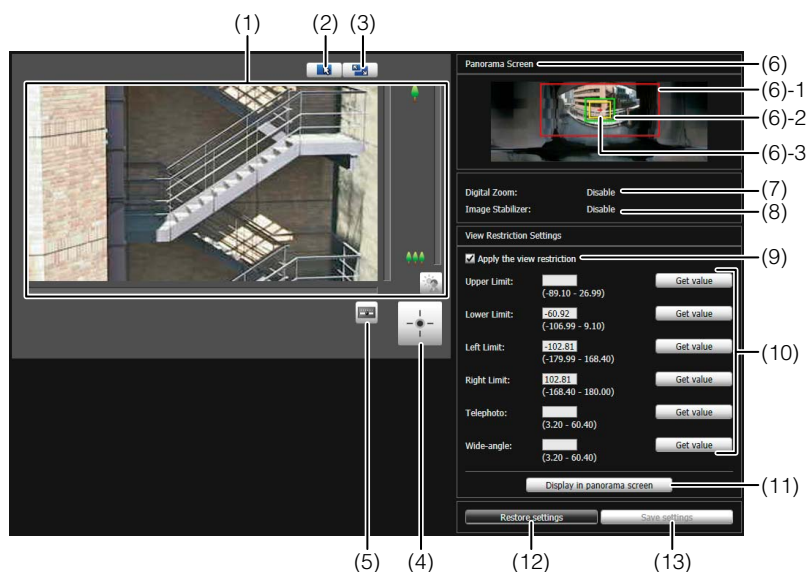 (1)
(2)
(3)
Panorama Screen
(6)
(6)-1
(6)-2
(6)-3
Digital Zoom: Disable
(7)
Image Stabilizer: Disable
(8)
View Restriction Settings
Apply the view restriction
(9)
Upper Limit: Get value
(-89.10 - 26.99)
Lower Limit: -60.92 Get value
(-106.99 - 9.10)
Left Limit: -102.81 Get value
(-179.99 - 168.40)
(10)
Right Limit: 102.81 Get value
(-168.40 - 180.00)
Telephoto: Get value
(3.20 - 60.40)
Wide-angle: Get value
(3.20 - 60.40)
Display in panorama screen
(11)
Restore settings Save settings
(5)
(4)
(12)
(13)